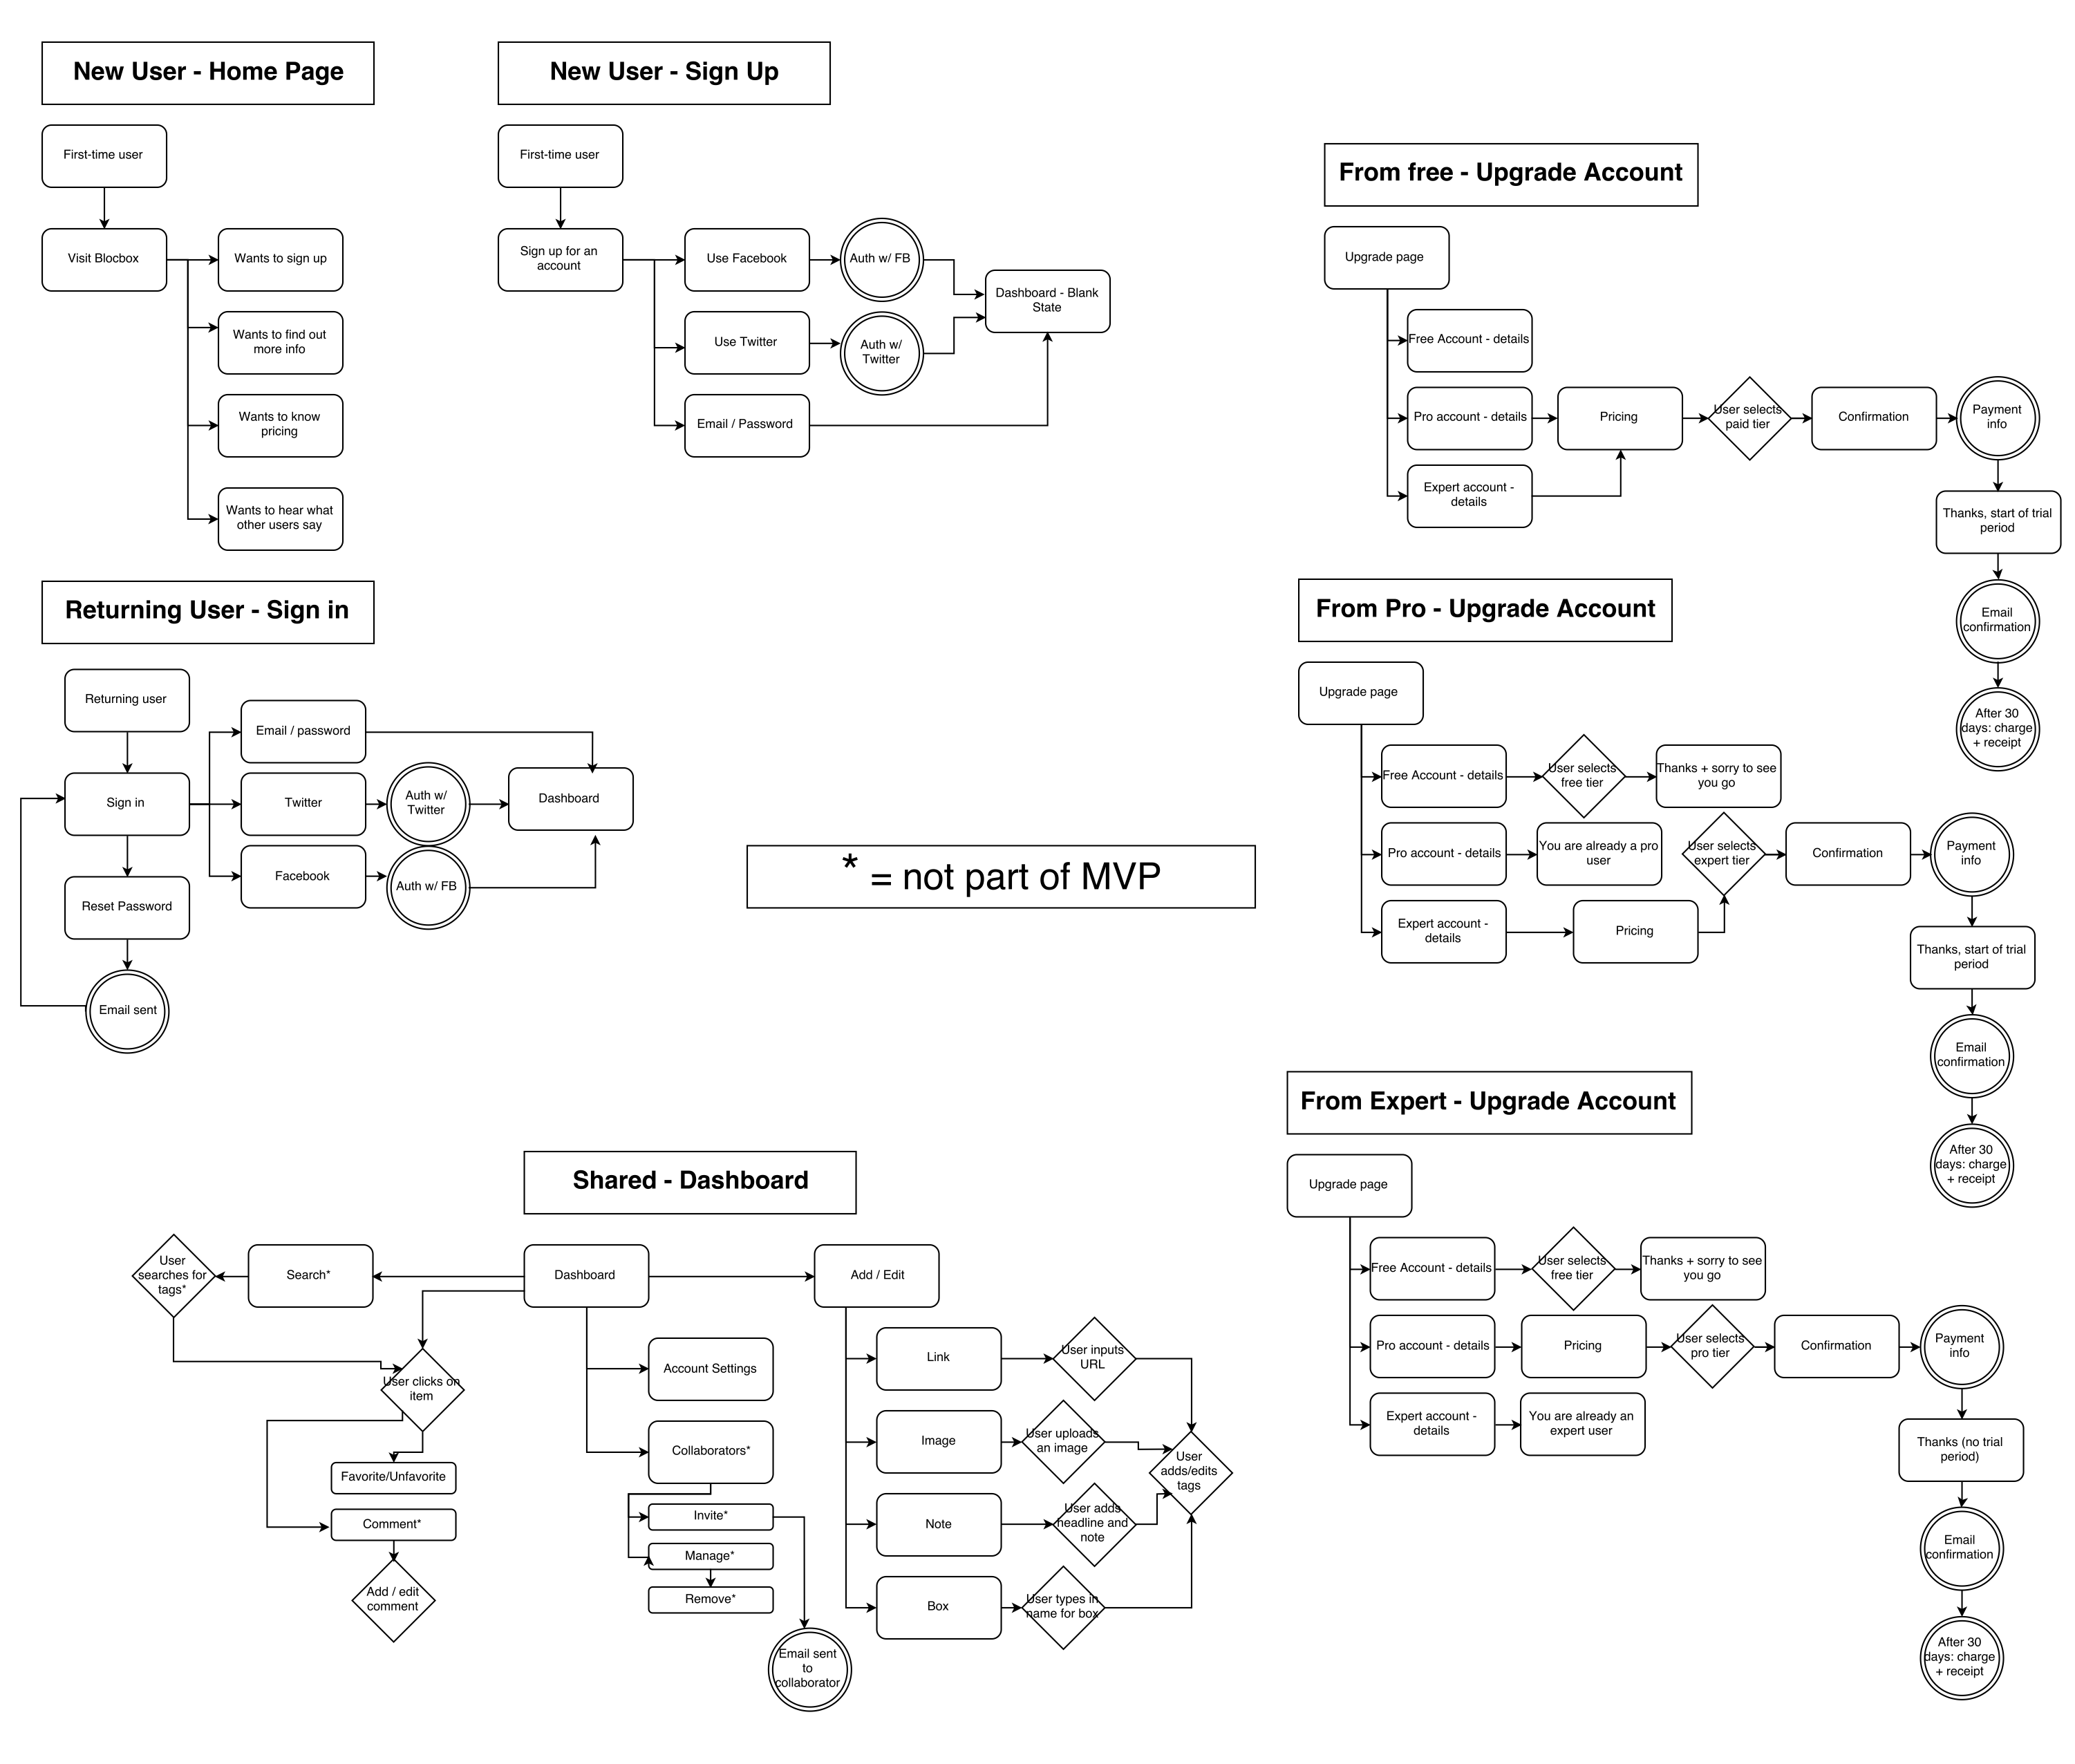 New User - Home Page
First-time user
Visit Blocbox
Wants to sign up
Wants to find out
more info
Wants to know
pricing
Wants to hear what
other users say
New User - Sign Up
First-time user
Sign up for an
account
Use Facebook
Auth w/ FB
Use Twitter
Auth w/
Twitter
Email / Password
Dashboard - Blank
State
From free - Upgrade Account
Upgrade page
Free Account - details
Pro account - details
Pricing
User selects
paid tier
Confirmation
Payment
info
Expert account -
details
Thanks, start of trial
period
Email
confirmation
After 30
days: charge
+ receipt
Returning User - Sign in
Returning user
Sign in
Reset Password
Email sent
Email / password
Twitter
Auth w/
Twitter
Facebook
Auth w/ FB
Dashboard
* = not part of MVP
From Pro - Upgrade Account
Upgrade page
Free Account - details
User selects
free tier
Thanks + sorry to see
you go
Pro account - details
You are already a pro
user
Expert account -
details
Pricing
User selects
expert tier
Confirmation
Payment
info
Thanks, start of trial
period
Email
confirmation
After 30
days: charge
+ receipt
Shared - Dashboard
Dashboard
Search*
User
searches for
tags*
User clicks on
item
Favorite/Unfavorite
Comment*
Add / edit
comment
Account Settings
Collaborators*
Invite*
Manage*
Remove*
Email sent
to
collaborator
Add / Edit
Link
User inputs
URL
Image
User uploads
an image
Note
User adds
headline and
note
Box
User types in
name for box
User
adds/edits
tags
From Expert - Upgrade Account
Upgrade page
Free Account - details
User selects
free tier
Thanks + sorry to see
you go
Pro account - details
Pricing
User selects
pro tier
Confirmation
Payment
info
Expert account -
details
You are already an
expert user
Thanks (no trial
period)
Email
confirmation
After 30
days: charge
+ receipt